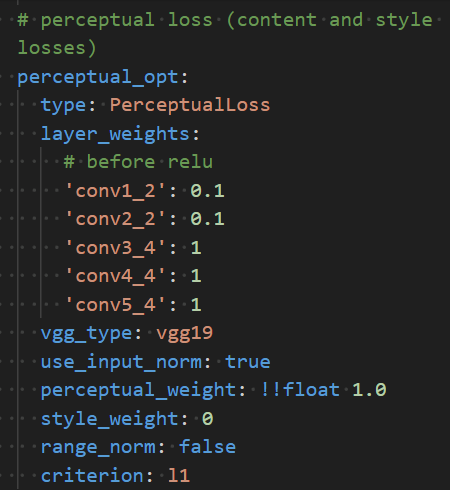 # perceptual loss (content and style
losses)
perceptual_opt:
type: PerceptualLoss
layer_weights:
# before relu
'conv1_2': 0.1
'conv2_2': 0.1
'conv3_4': 1
'conv4_4': 1
'conv5_4': 1
vgg_type: vgg19
use_input_norm: true
perceptual_weight: !!float 1.0
style_weight: 0
range_norm: false
criterion: l1